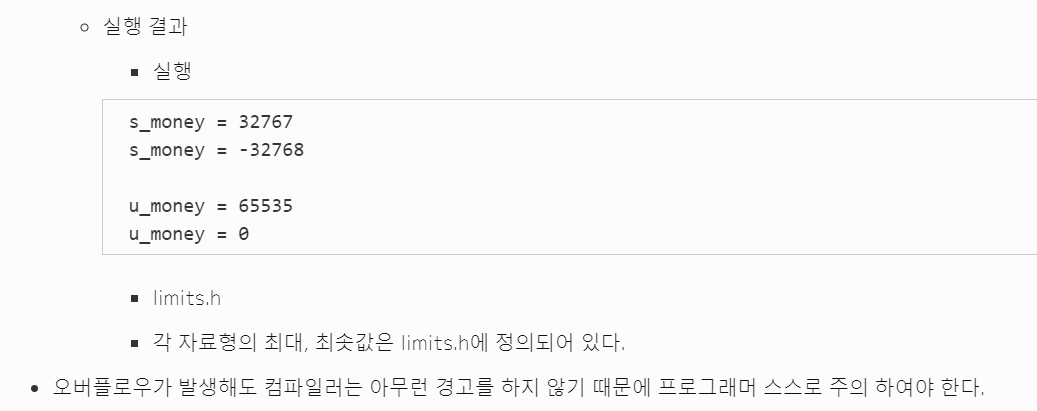 실행 결과
실행
s_money = 32767
s_money = -32768
u_money = 65535
u_money = 0
limits.h
각 자료형의 최대, 최솟값은 limits.h에 정의되어 있다.
오버플로우가 발생해도 컴파일러는 아무런 경고를 하지 않기 때문에 프로그래머 스스로 주의 하여야 한다.